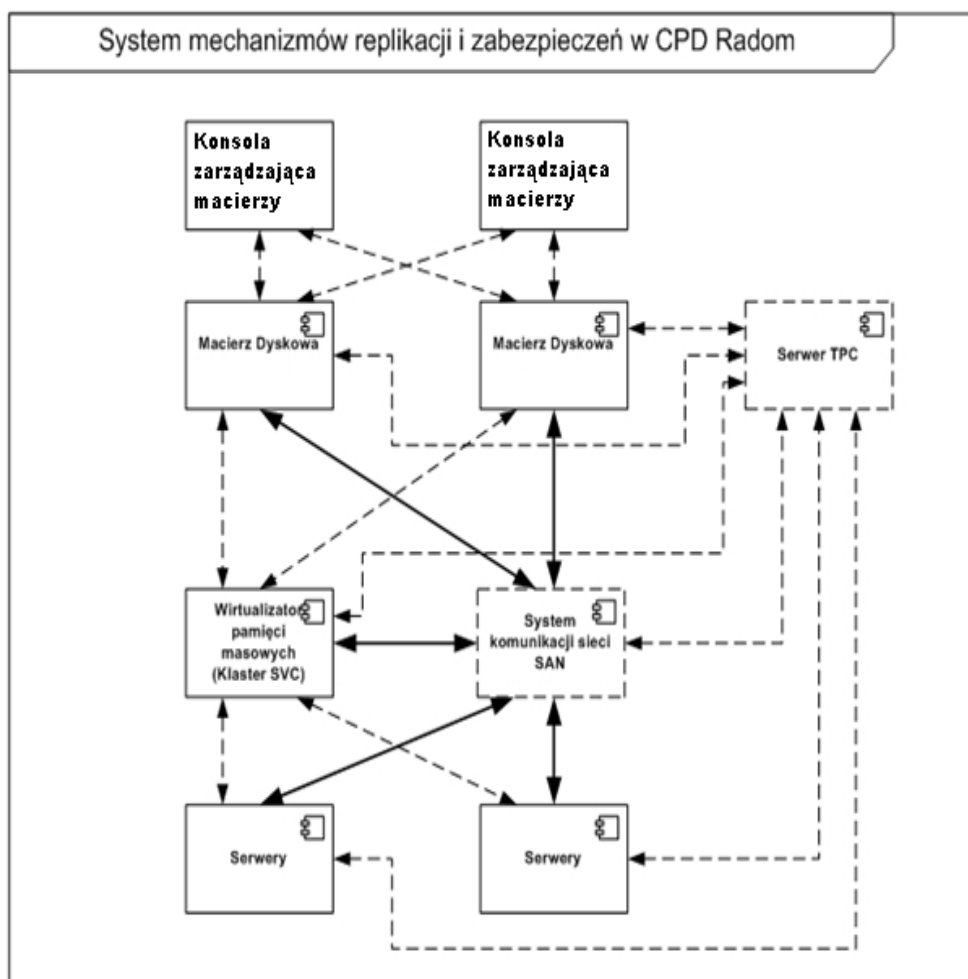 System mechanizmów replikacji i zabezpieczeń w CPD Radom
Konsola
zarządzająca
macierzy
Konsola
zarządzająca
macierzy
Macierz Dyskowa
Macierz Dyskowa
Serwer TPC
Wirtualizator
pamięci
masowych
(Klaster SVC)
System
komunikacji sieci
SAN
Serwery
Serwery